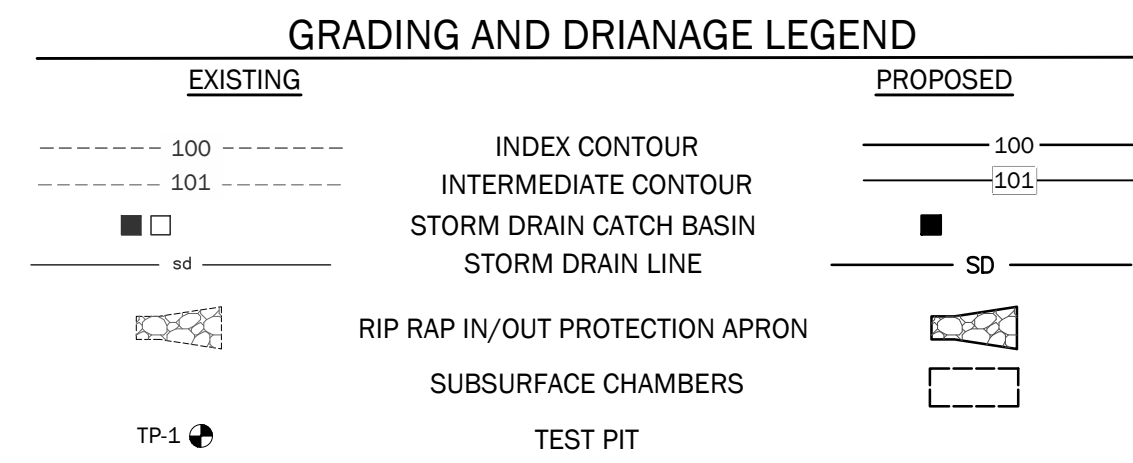 GRADING AND DRIANAGE LEGEND
EXISTING PROPOSED
100 INDEX CONTOUR 100
101 INTERMEDIATE CONTOUR 101
STORM DRAIN CATCH BASIN
sd STORM DRAIN LINE SD
RIP RAP IN/OUT PROTECTION APRON
SUBSURFACE CHAMBERS
TP-1 TEST PIT